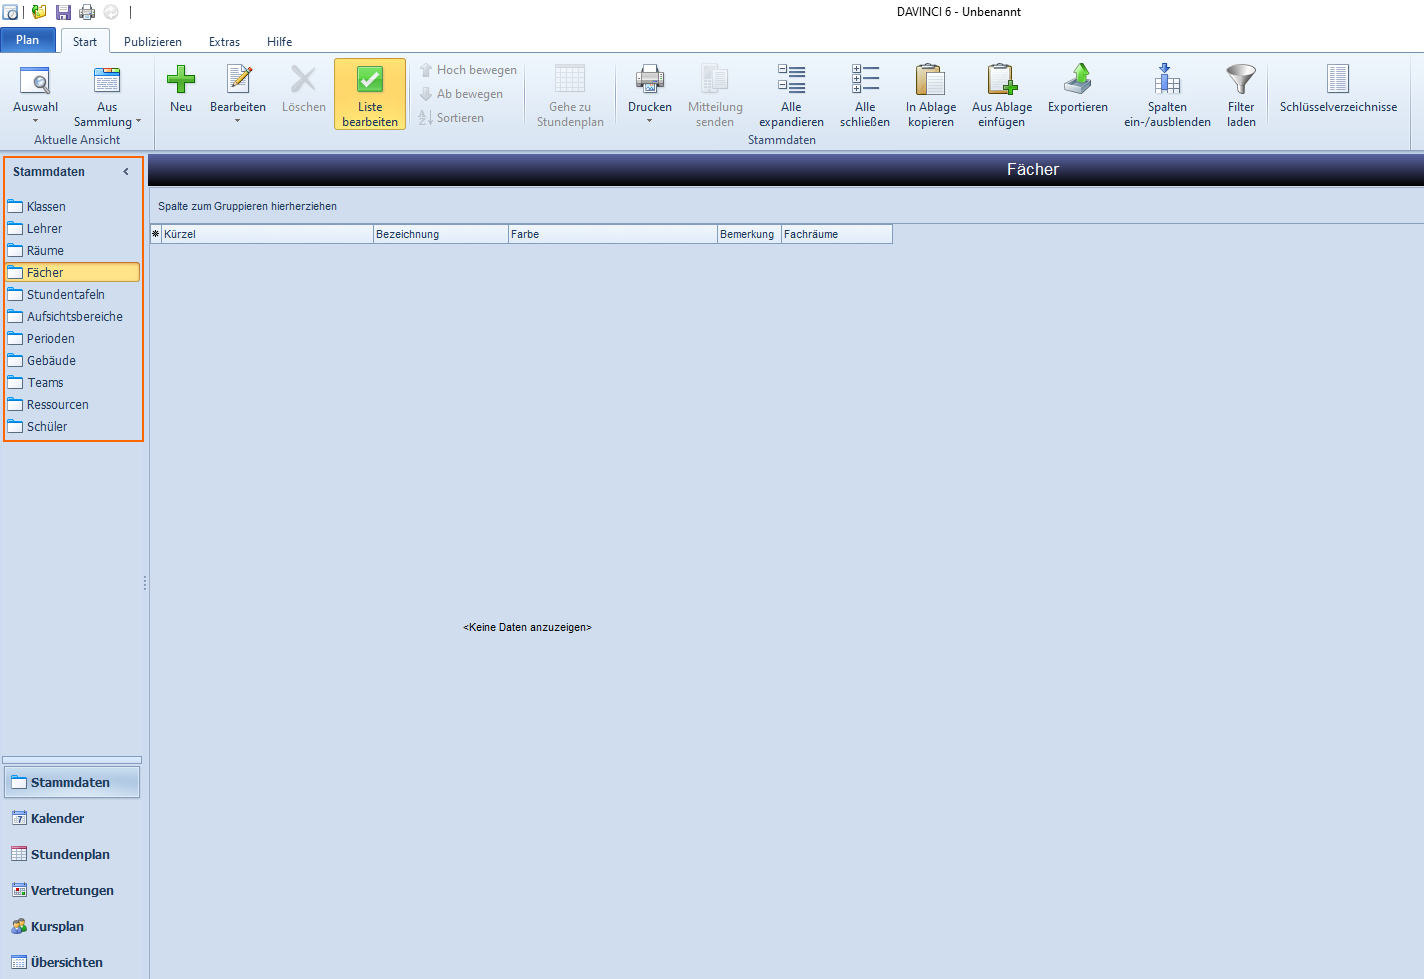 DAVINCI 6 - Unbenannt
Plan
Start
Publizieren
Extras
Hilfe
Auswahl
Aus
Sammlung
Aktuelle Ansicht
Neu
Bearbeiten
Löschen
Liste
bearbeiten
Hoch bewegen
Ab bewegen
Sortieren
Gehe zu
Stundenplan
Drucken
Mitteilung
senden
Alle
expandieren
Alle
schließen
In Ablage
kopieren
Aus Ablage
einfügen
Exportieren
Spalten
ein-/ausblenden
Filter
laden
Stammdaten
Schlüsselverzeichnisse
Stammdaten
Klassen
Lehrer
Räume
Fächer
Stundentafeln
Aufsichtsbereiche
Perioden
Gebäude
Teams
Ressourcen
Schüler
Fächer
Spalte zum Gruppieren hierherziehen
Kürzel
Bezeichnung
Farbe
Bemerkung
Fachräume
<Keine Daten anzuzeigen>
Stammdaten
Kalender
Stundenplan
Vertretungen
Kursplan
Übersichten